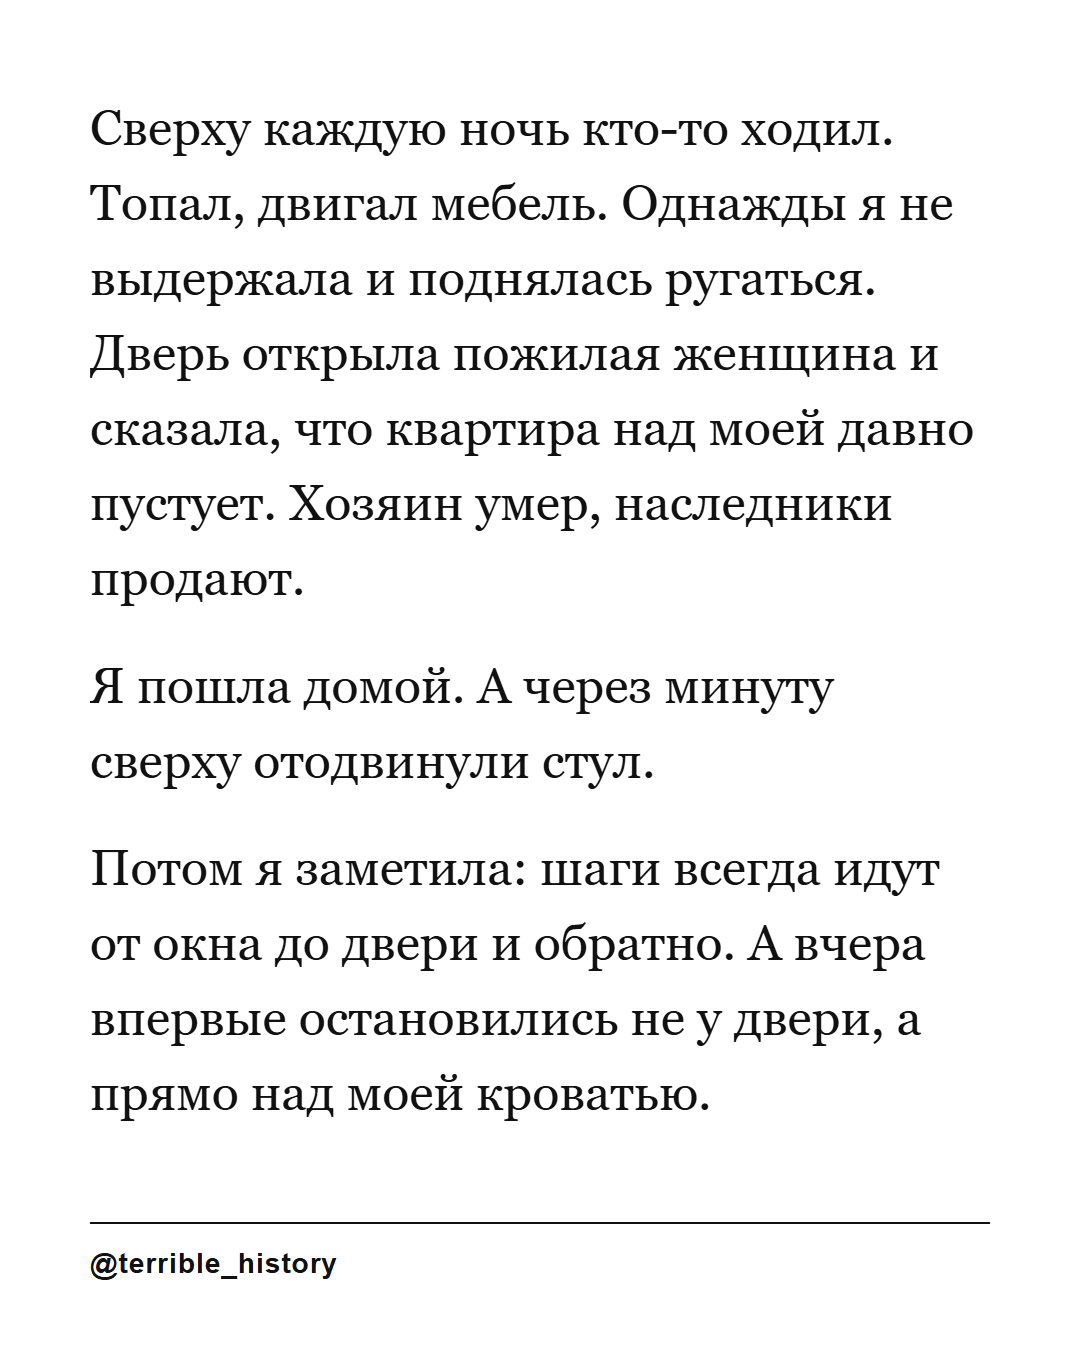 Сверху каждую ночь кто-то ходил.
Топал, двигал мебель. Однажды я не
выдержала и поднялась ругаться.
Дверь открыла пожилая женщина и
сказала, что квартира над моей давно
пустует. Хозяин умер, наследники
продают.
Я пошла домой. А через минуту
сверху отодвинули стул.
Потом я заметила: шаги всегда идут
от окна до двери и обратно. А вчера
впервые остановились не у двери, а
прямо над моей кроватью.
@terrible_history